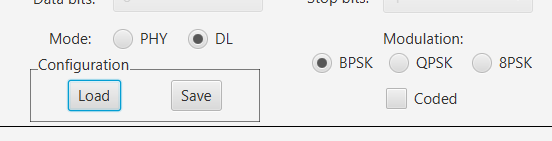 Data bits:
Stop bits:
Mode: PHY DL
Modulation:
Configuration
BPSK QPSK 8PSK
Load Save
Coded